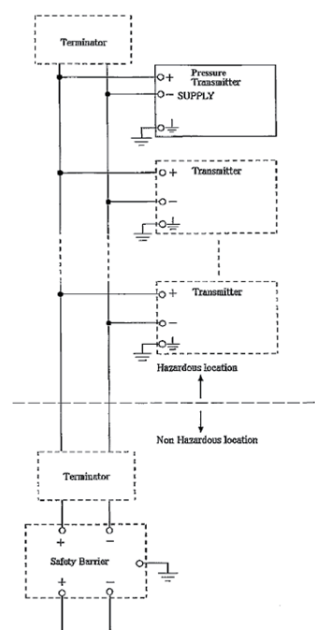 Terminator
+
Pressure
Transmitter
- SUPPLY
+
Transmitter
-
+
Transmitter
-
Hazardous location
Non Hazardous location
Terminator
+ -
Safety Barrier
+ -